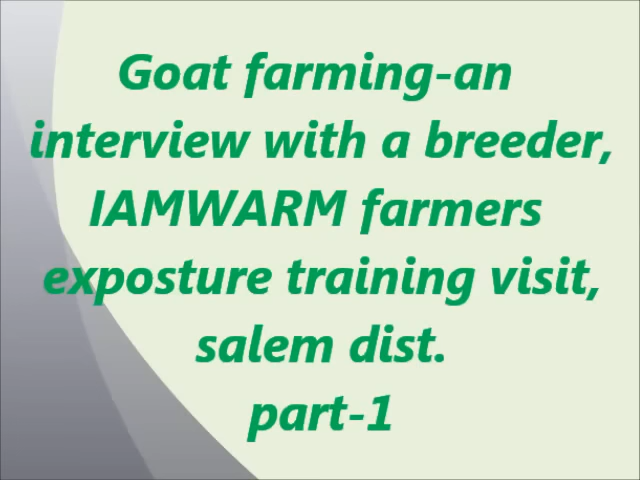 Goat farming-an
interview with a breeder,
IAMWARM farmers
exposture training visit,
salem dist.
part-1